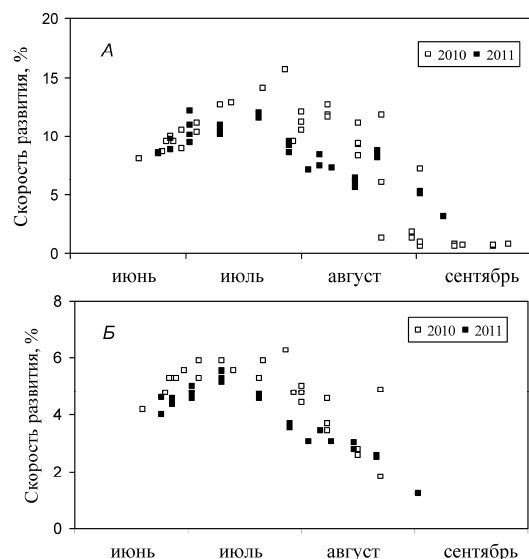 20
А
□ 2010 ■ 2011
15
Скорость развития, %
10
5
0
июнь июль август сентябрь
8
Б
□ 2010 ■ 2011
6
Скорость развития, %
4
2
0
июнь июль август сентябрь